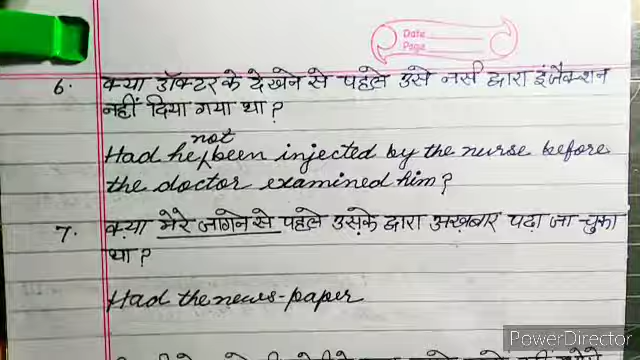 Date
Page
6. क्या डॉक्टर के देखने से पहले उसे नर्स द्वारा इंजैक्शन
नहीं दिया गया था ?
not
Had he, been injected by the nurse before
the doctor examined him?
7. क्या मेरे जागने से पहले उसके द्वारा अख़बार पढ़ा जा चुका
था ?
Had the news-paper
PowerDirector